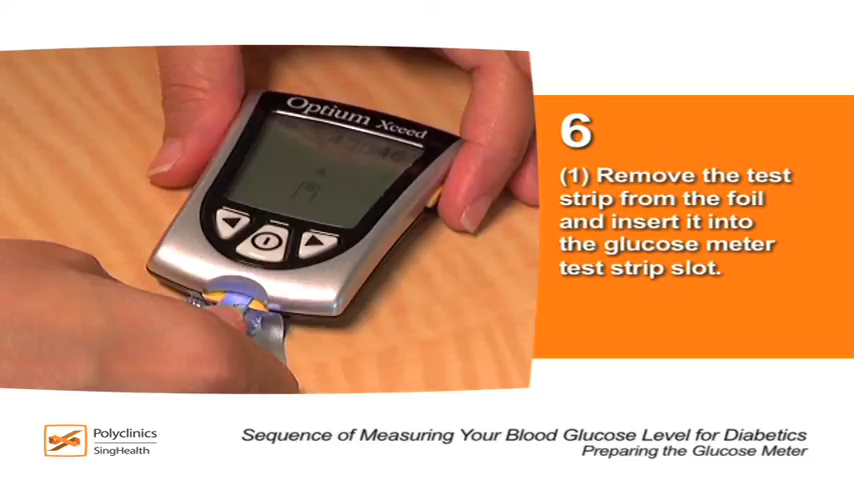 Optium Xceed
6
(1) Remove the test
strip from the foil
and insert it into
the glucose meter
test strip slot.
Polyclinics
SingHealth
Sequence of Measuring Your Blood Glucose Level for Diabetics
Preparing the Glucose Meter